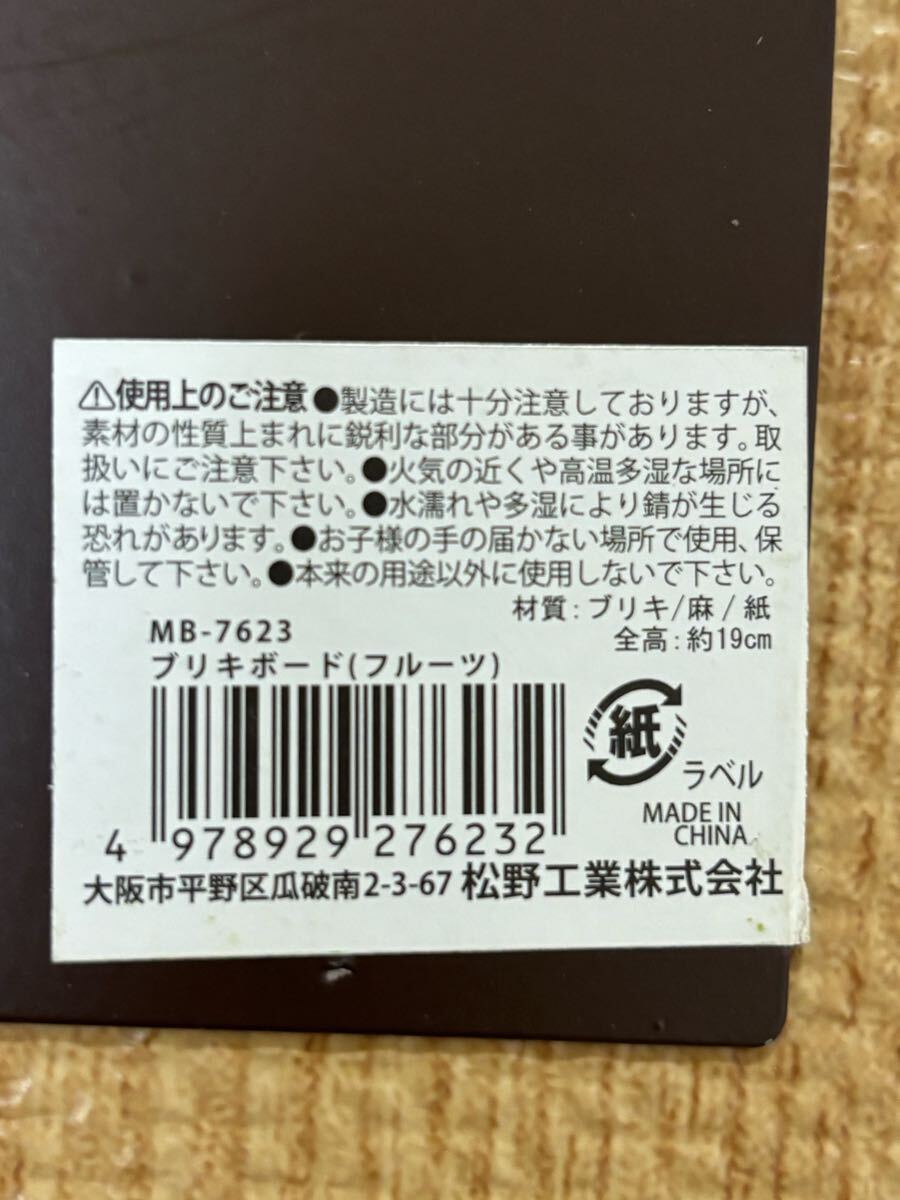 ⚠使用上のご注意 ●製造には十分注意しておりますが、
素材の性質上まれに鋭利な部分がある事があります。取
扱いにご注意下さい。●火気の近くや高温多湿な場所に
は置かないで下さい。●水濡れや多湿により錆が生じる
恐れがあります。●お子様の手の届かない場所で使用、保
管して下さい。●本来の用途以外に使用しないで下さい。
材質：ブリキ/麻/紙
MB-7623
全高：約19cm
ブリキボード(フルーツ)
紙
ラベル
MADE IN
CHINA
4 978929 276232
大阪市平野区瓜破南2-3-67 松野工業株式会社